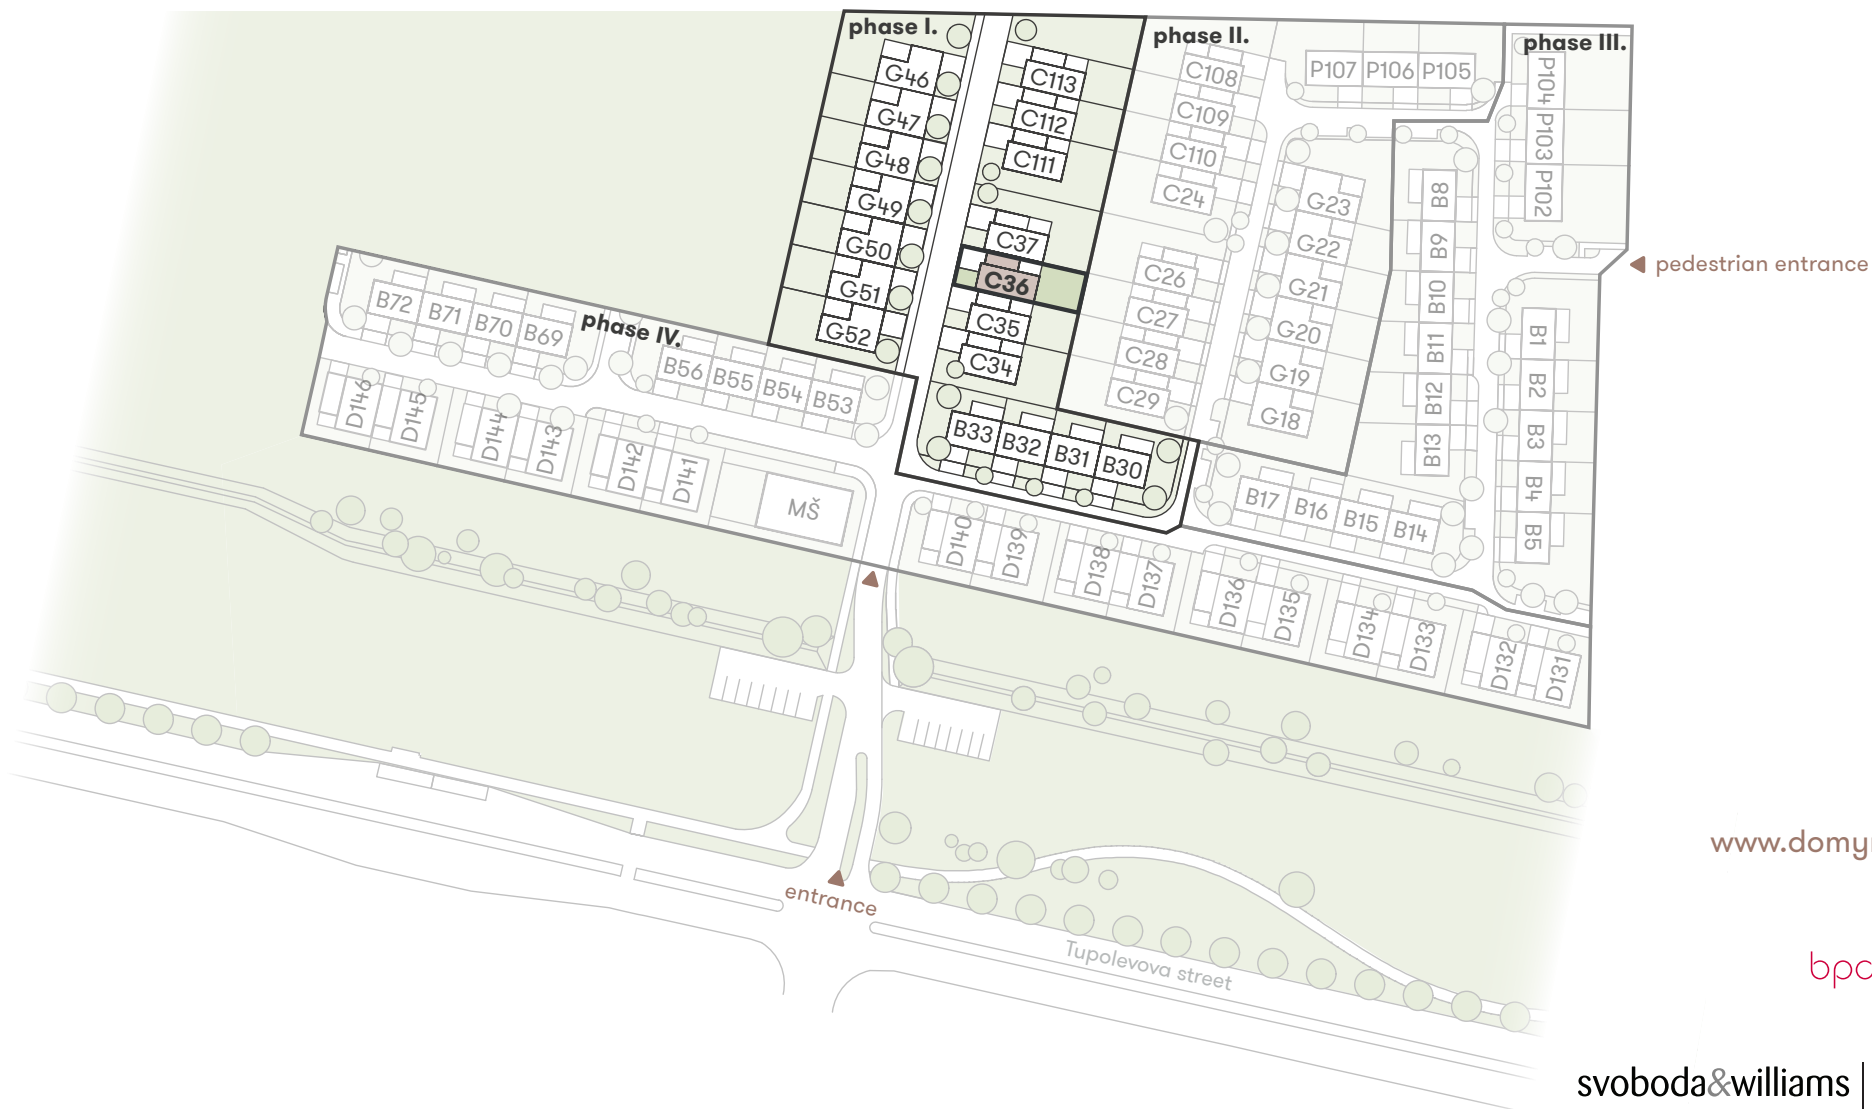 phase I.
phase II.
phase III.
phase IV.
G46
G47
G48
G49
G50
G51
G52
C113
C112
C111
C37
C36
C35
C34
B33
B32
B31
B30
C108
C109
C110
C24
C26
C27
C28
C29
P107
P106
P105
G23
G22
G21
G20
G19
G18
B17
B16
B15
B14
P104
P103
P102
B8
B9
B10
B11
B12
B13
B1
B2
B3
B4
B5
pedestrian entrance
B72
B71
B70
B69
B56
B55
B54
B53
D146
D145
D144
D143
D142
D141
MŠ
D140
D139
D138
D137
D136
D135
D134
D133
D132
D131
entrance
Tupolevova street
svoboda&williams